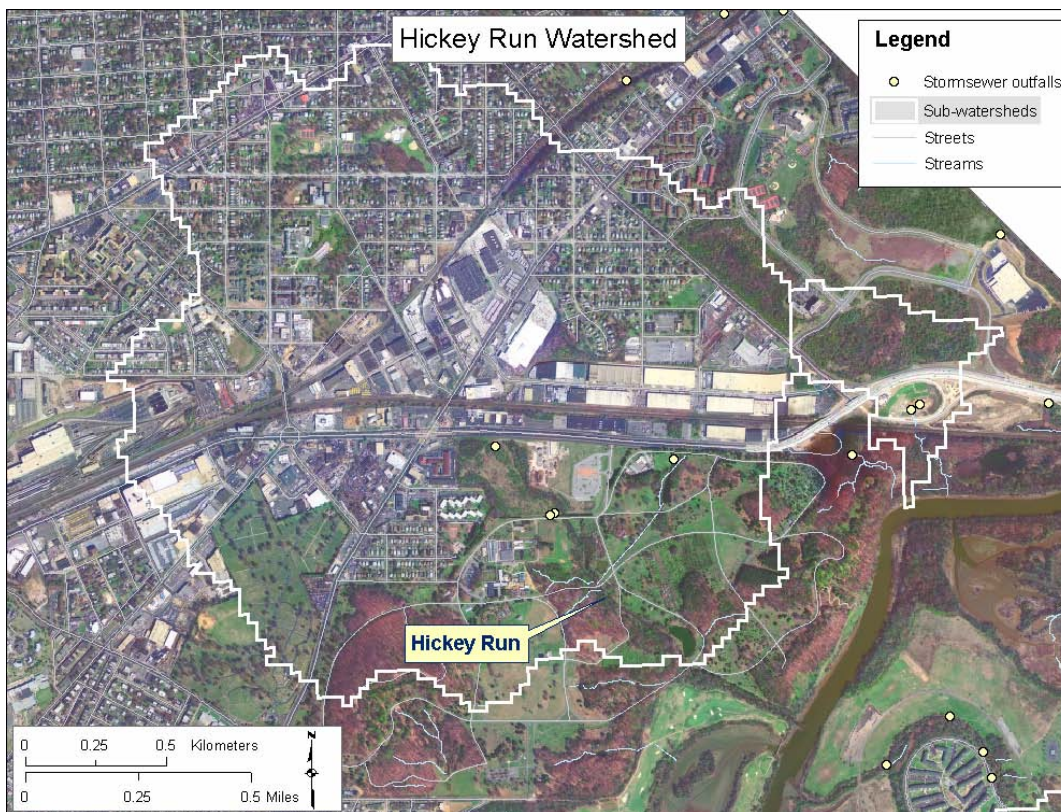 Hickey Run Watershed
Legend
Stormsewer outfalls
Sub-watersheds
Streets
Streams
Hickey Run
0 0.25 0.5 Kilometers
0 0.25 0.5 Miles
N